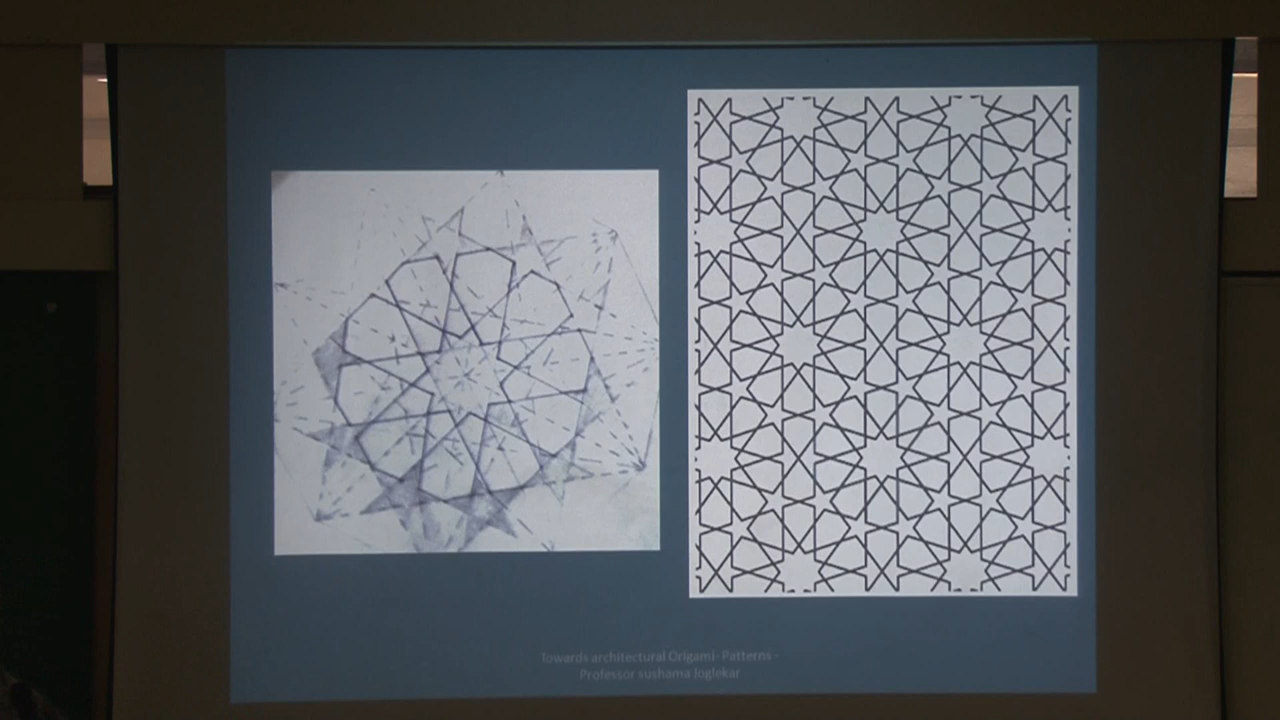 Towards architectural Origami- Patterns -
Professor sushama Joglekar